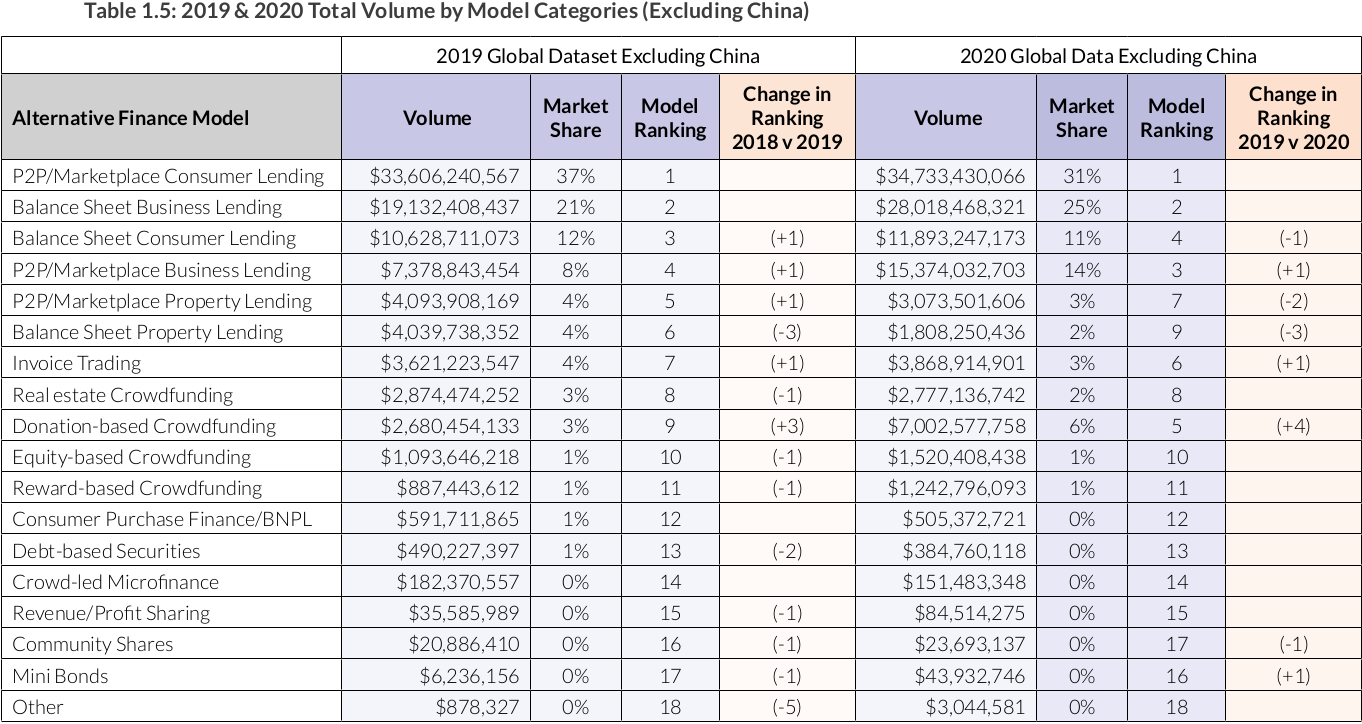 Table 1.5: 2019 & 2020 Total Volume by Model Categories (Excluding China)
2019 Global Dataset Excluding China 2020 Global Data Excluding China
Alternative Finance Model Volume Market Share Model Ranking Change in Ranking 2018 v 2019 Volume Market Share Model Ranking Change in Ranking 2019 v 2020
P2P/Marketplace Consumer Lending $33,606,240,567 37% 1 $34,733,430,066 31% 1
Balance Sheet Business Lending $19,132,408,437 21% 2 $28,018,468,321 25% 2
Balance Sheet Consumer Lending $10,628,711,073 12% 3 (+1) $11,893,247,173 11% 4 (-1)
P2P/Marketplace Business Lending $7,378,843,454 8% 4 (+1) $15,374,032,703 14% 3 (+1)
P2P/Marketplace Property Lending $4,093,908,169 4% 5 (+1) $3,073,501,606 3% 7 (-2)
Balance Sheet Property Lending $4,039,738,352 4% 6 (-3) $1,808,250,436 2% 9 (-3)
Invoice Trading $3,621,223,547 4% 7 (+1) $3,868,914,901 3% 6 (+1)
Real estate Crowdfunding $2,874,474,252 3% 8 (-1) $2,777,136,742 2% 8
Donation-based Crowdfunding $2,680,454,133 3% 9 (+3) $7,002,577,758 6% 5 (+4)
Equity-based Crowdfunding $1,093,646,218 1% 10 (-1) $1,520,408,438 1% 10
Reward-based Crowdfunding $887,443,612 1% 11 (-1) $1,242,796,093 1% 11
Consumer Purchase Finance/BNPL $591,711,865 1% 12 $505,372,721 0% 12
Debt-based Securities $490,227,397 1% 13 (-2) $384,760,118 0% 13
Crowd-led Microfinance $182,370,557 0% 14 $151,483,348 0% 14
Revenue/Profit Sharing $35,585,989 0% 15 (-1) $84,514,275 0% 15
Community Shares $20,886,410 0% 16 (-1) $23,693,137 0% 17 (-1)
Mini Bonds $6,236,156 0% 17 (-1) $43,932,746 0% 16 (+1)
Other $878,327 0% 18 (-5) $3,044,581 0% 18